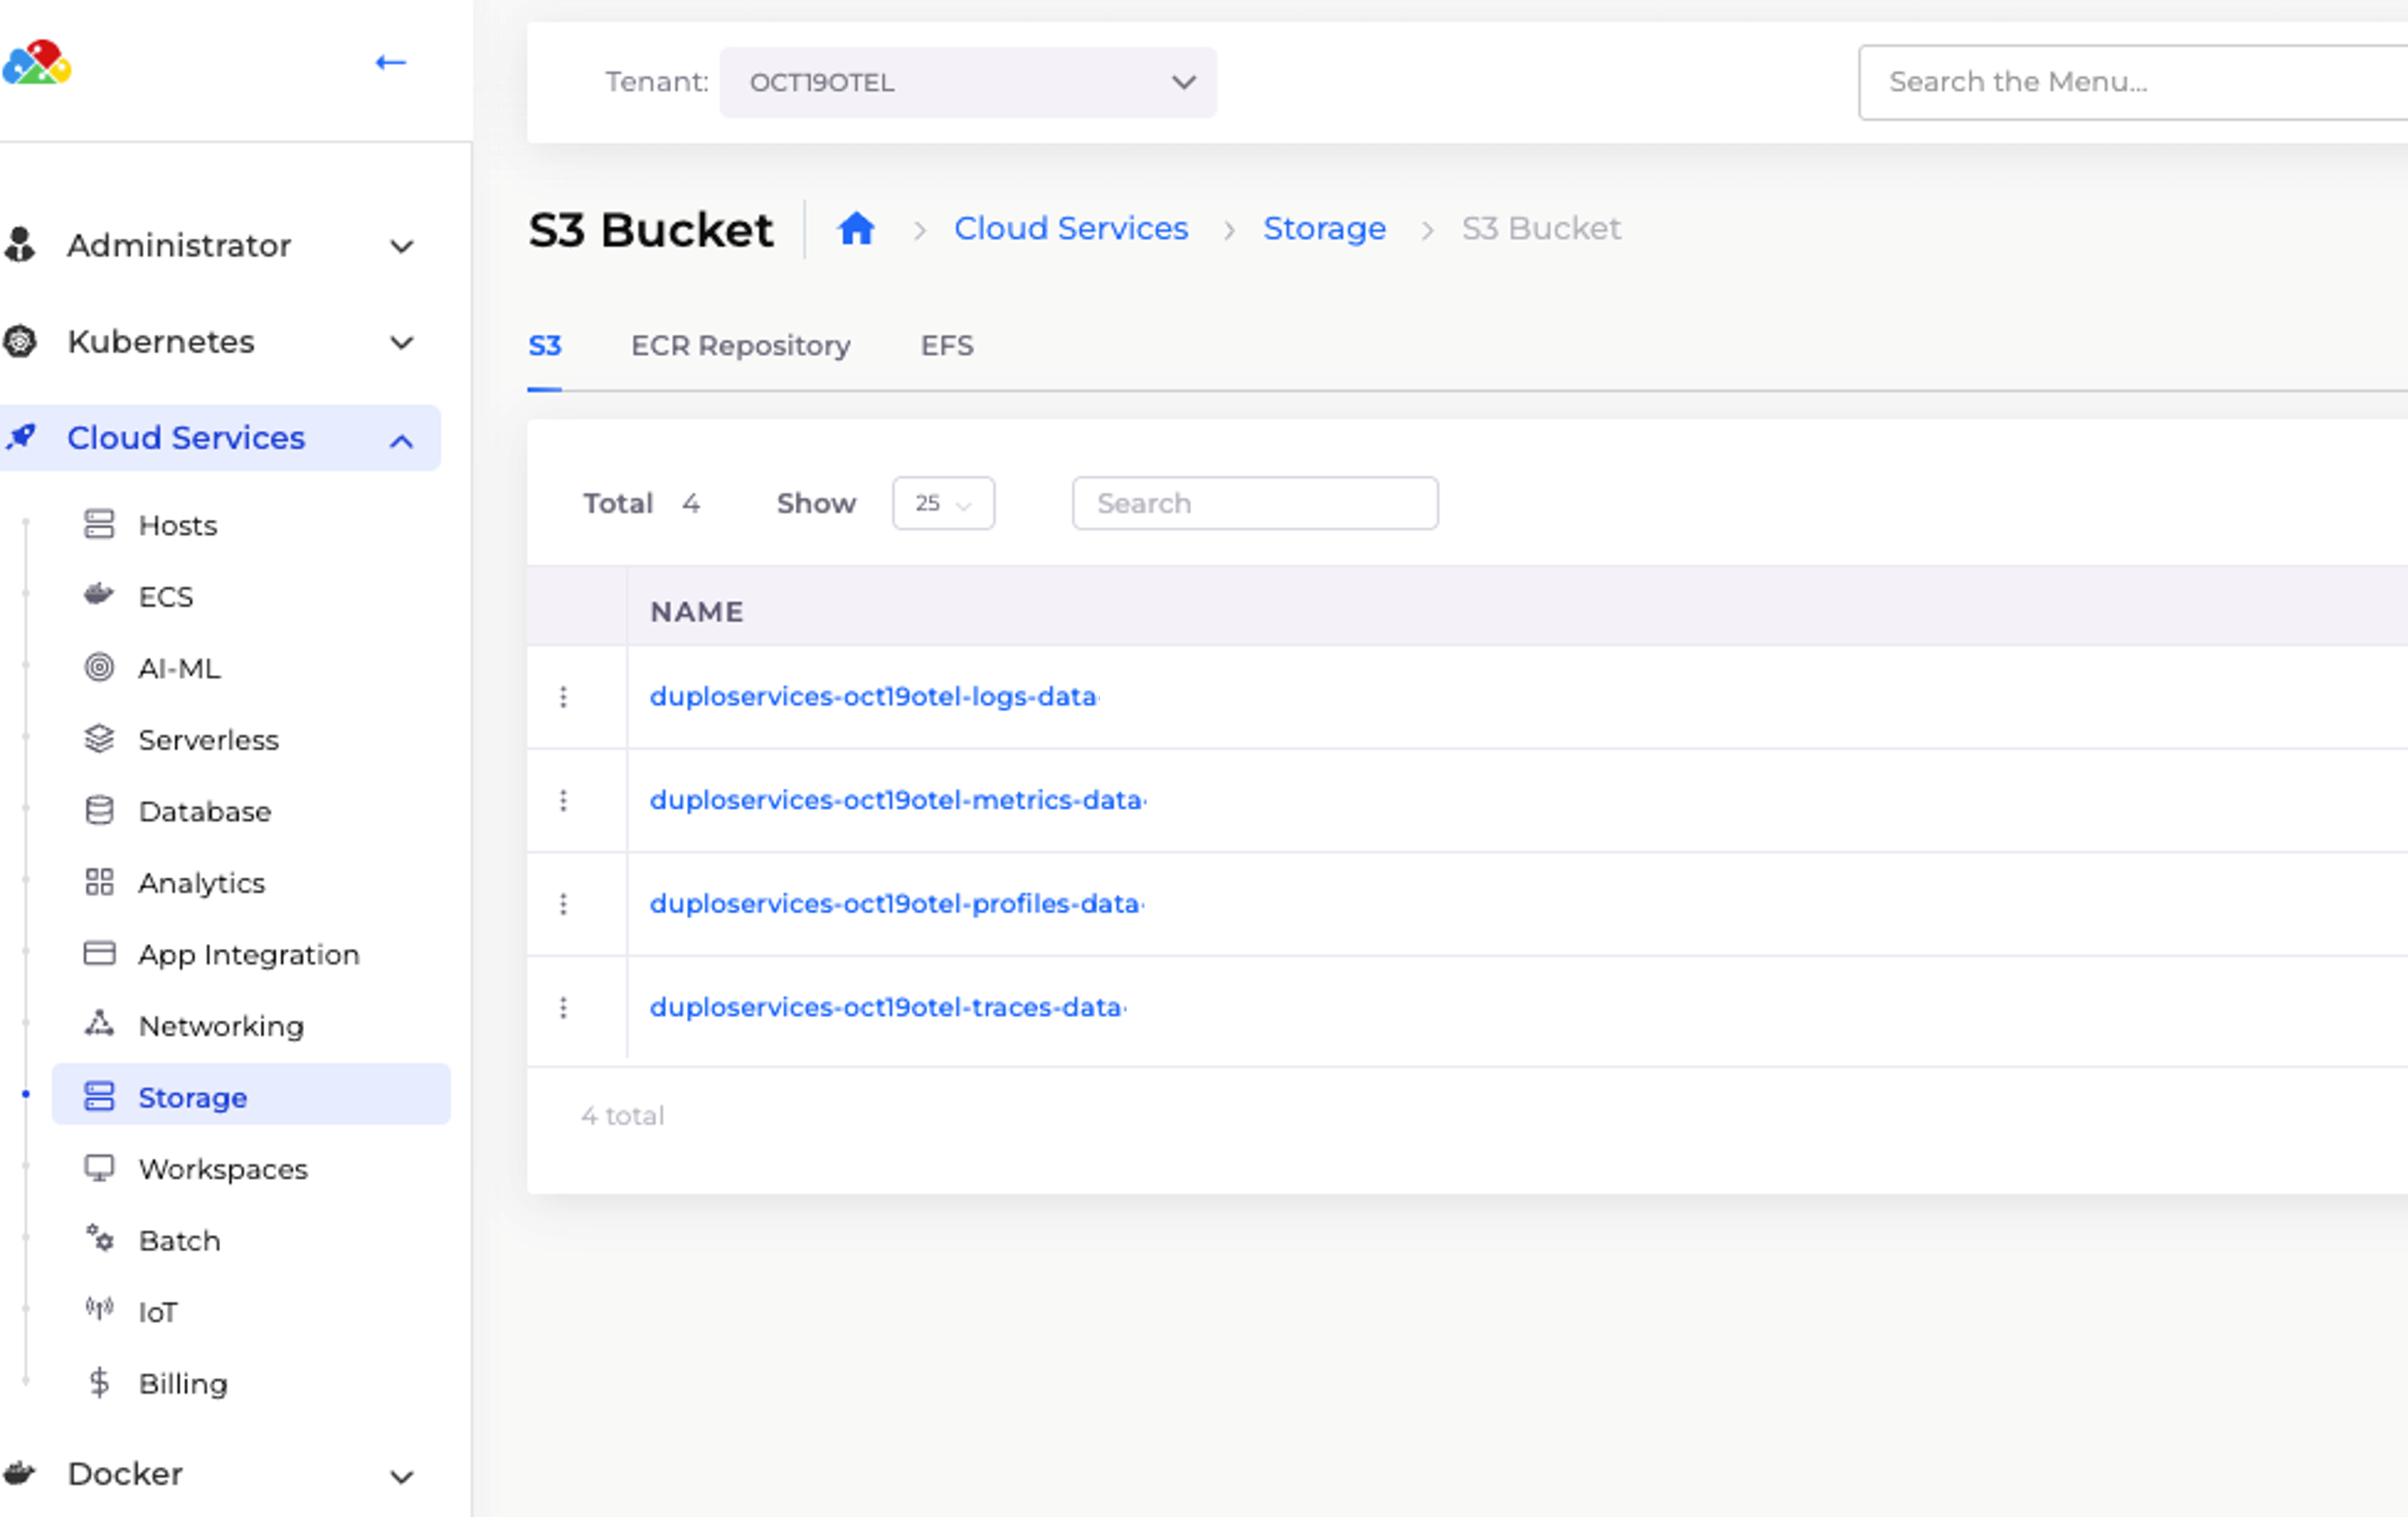 Tenant: OCT19OTEL
Search the Menu...
S3 Bucket
Cloud Services > Storage > S3 Bucket
S3 ECR Repository EFS
Total 4 Show 25 Search
NAME
duploservices-oct19otel-logs-data
duploservices-oct19otel-metrics-data
duploservices-oct19otel-profiles-data
duploservices-oct19otel-traces-data
4 total
Administrator
Kubernetes
Cloud Services
Hosts
ECS
AI-ML
Serverless
Database
Analytics
App Integration
Networking
Storage
Workspaces
Batch
IoT
Billing
Docker